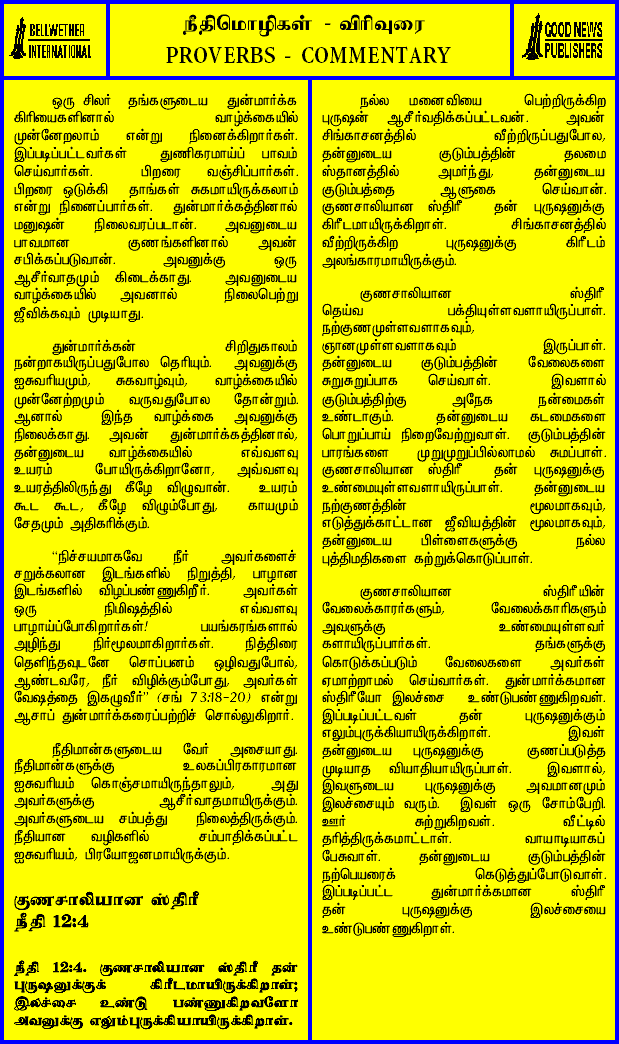 BELLWETHER
INTERNATIONAL
நீதிமொழிகள் - விரிவுரை
PROVERBS - COMMENTARY
GOOD NEWS
PUBLISHERS
ஒரு சிலர் தங்களுடைய துன்மார்க்க
கிரியைகளினால் வாழ்க்கையில்
முன்னேறலாம் என்று நினைக்கிறார்கள்.
இப்படிப்பட்டவர்கள் துணிகரமாய்ப் பாவம்
செய்வார்கள். பிறரை வஞ்சிப்பார்கள்.
பிறரை ஒடுக்கி தாங்கள் சுகமாயிருக்கலாம்
என்று நினைப்பார்கள். துன்மார்க்கத்தினால்
மனுஷன் நிலைவரப்படான். அவனுடைய
பாவமான குணங்களினால் அவன்
சபிக்கப்படுவான். அவனுக்கு ஒரு
ஆசீர்வாதமும் கிடைக்காது. அவனுடைய
வாழ்க்கையில் அவனால் நிலைபெற்று
ஜீவிக்கவும் முடியாது.
துன்மார்க்கன் சிறிதுகாலம்
நன்றாகயிருப்பதுபோல தெரியும். அவனுக்கு
ஐசுவரியமும், சுகவாழ்வும், வாழ்க்கையில்
முன்னேற்றமும் வருவதுபோல தோன்றும்.
ஆனால் இந்த வாழ்க்கை அவனுக்கு
நிலைக்காது. அவன் துன்மார்க்கத்தினால்,
தன்னுடைய வாழ்க்கையில் எவ்வளவு
உயரம் போயிருக்கிறானோ, அவ்வளவு
உயரத்திலிருந்து கீழே விழுவான். உயரம்
கூட கூட, கீழே விழும்போது, காயமும்
சேதமும் அதிகரிக்கும்.
“நிச்சயமாகவே நீர் அவர்களைச்
சறுக்கலான இடங்களில் நிறுத்தி, பாழான
இடங்களில் விழப்பண்ணுகிறீர். அவர்கள்
ஒரு நிமிஷத்தில் எவ்வளவு
பாழாய்ப்போகிறார்கள்! பயங்கரங்களால்
அழிந்து நிர்மூலமாகிறார்கள். நித்திரை
தெளிந்தவுடனே சொப்பனம் ஒழிவதுபோல்,
ஆண்டவரே, நீர் விழிக்கும்போது, அவர்கள்
வேஷத்தை இகழுவீர்” (சங் 73:18-20) என்று
ஆசாப் துன்மார்க்கரைப்பற்றிச் சொல்லுகிறார்.
நீதிமான்களுடைய வேர் அசையாது.
நீதிமான்களுக்கு உலகப்பிரகாரமான
ஐசுவரியம் கொஞ்சமாயிருந்தாலும், அது
அவர்களுக்கு ஆசீர்வாதமாயிருக்கும்.
அவர்களுடைய சம்பத்து நிலைத்திருக்கும்.
நீதியான வழிகளில் சம்பாதிக்கப்பட்ட
ஐசுவரியம், பிரயோஜனமாயிருக்கும்.
குணசாலியான ஸ்திரீ
நீதி 12:4
நீதி 12:4. குணசாலியான ஸ்திரீ தன்
புருஷனுக்குக் கிரீடமாயிருக்கிறாள்;
இலச்சை உண்டு பண்ணுகிறவளோ
அவனுக்கு எலும்புருக்கியாயிருக்கிறாள்.
நல்ல மனைவியை பெற்றிருக்கிற
புருஷன் ஆசீர்வதிக்கப்பட்டவன். அவன்
சிங்காசனத்தில் வீற்றிருப்பதுபோல,
தன்னுடைய குடும்பத்தின் தலமை
ஸ்தானத்தில் அமர்ந்து, தன்னுடைய
குடும்பத்தை ஆளுகை செய்வான்.
குணசாலியான ஸ்திரீ தன் புருஷனுக்கு
கிரீடமாயிருக்கிறாள். சிங்காசனத்தில்
வீற்றிருக்கிற புருஷனுக்கு கிரீடம்
அலங்காரமாயிருக்கும்.
குணசாலியான ஸ்திரீ
தெய்வ பக்தியுள்ளவளாயிருப்பாள்.
நற்குணமுள்ளவளாகவும்,
ஞானமுள்ளவளாகவும் இருப்பாள்.
தன்னுடைய குடும்பத்தின் வேலைகளை
சுறுசுறுப்பாக செய்வாள். இவளால்
குடும்பத்திற்கு அநேக நன்மைகள்
உண்டாகும். தன்னுடைய கடமைகளை
பொறுப்பாய் நிறைவேற்றுவாள். குடும்பத்தின்
பாரங்களை முறுமுறுப்பில்லாமல் சுமப்பாள்.
குணசாலியான ஸ்திரீ தன் புருஷனுக்கு
உண்மையுள்ளவளாயிருப்பாள். தன்னுடைய
நற்குணத்தின் மூலமாகவும்,
எடுத்துக்காட்டான ஜீவியத்தின் மூலமாகவும்,
தன்னுடைய பிள்ளைகளுக்கு நல்ல
புத்திமதிகளை கற்றுக்கொடுப்பாள்.
குணசாலியான ஸ்திரீயின்
வேலைக்காரர்களும், வேலைக்காரிகளும்
அவளுக்கு உண்மையுள்ளவர்
களாயிருப்பார்கள். தங்களுக்கு
கொடுக்கப்படும் வேலைகளை அவர்கள்
ஏமாற்றாமல் செய்வார்கள். துன்மார்க்கமான
ஸ்திரீயோ இலச்சை உண்டுபண்ணுகிறவள்.
இப்படிப்பட்டவள் தன் புருஷனுக்கும்
எலும்புருக்கியாயிருக்கிறாள். இவள்
தன்னுடைய புருஷனுக்கு குணப்படுத்த
முடியாத வியாதியாயிருப்பாள். இவளால்,
இவளுடைய புருஷனுக்கு அவமானமும்
இலச்சையும் வரும். இவள் ஒரு சோம்பேறி.
ஊர் சுற்றுகிறவள். வீட்டில்
தரித்திருக்கமாட்டாள். வாயாடியாகப்
பேசுவாள். தன்னுடைய குடும்பத்தின்
நற்பெயரைக் கெடுத்துப்போடுவாள்.
இப்படிப்பட்ட துன்மார்க்கமான ஸ்திரீ
தன் புருஷனுக்கு இலச்சையை
உண்டுபண்ணுகிறாள்.